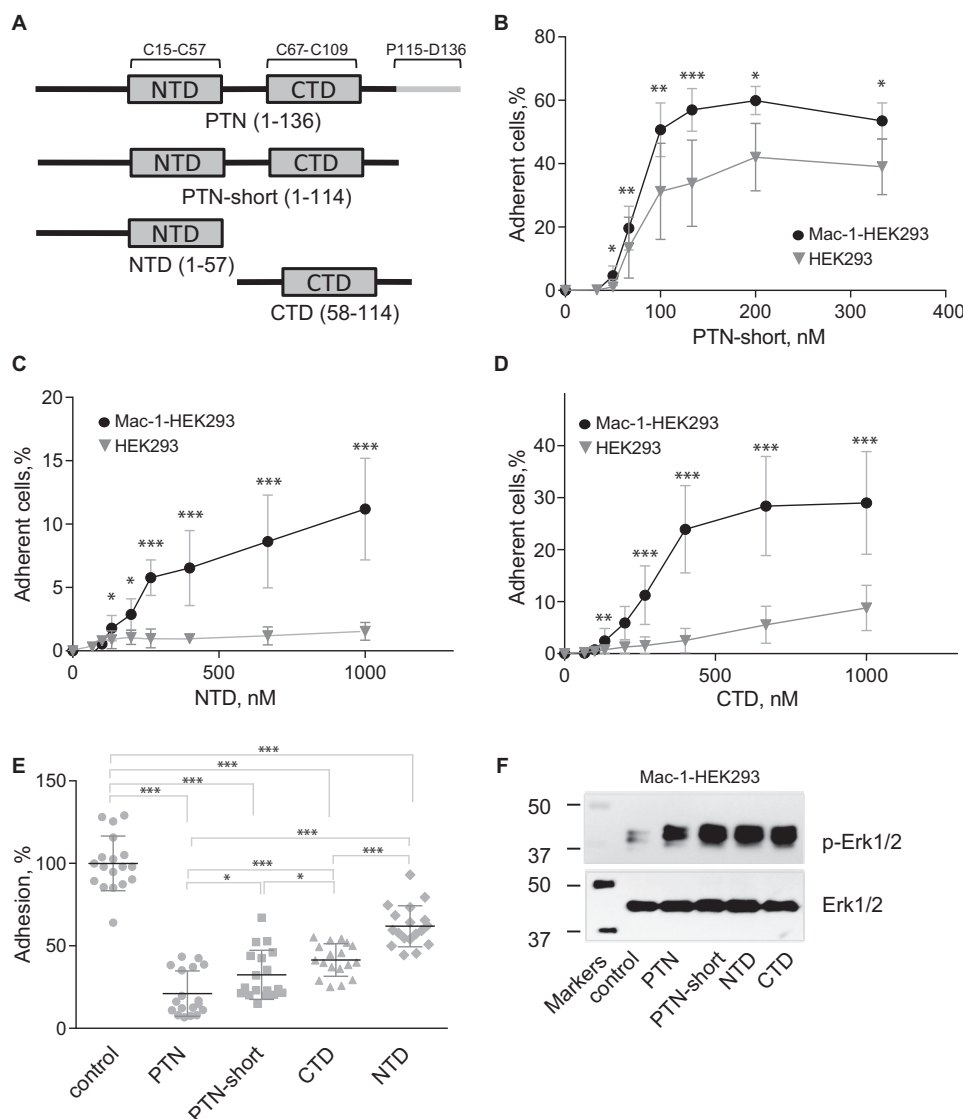 A
C15-C57
C67-C109
P115-D136
NTD
CTD
PTN (1-136)
NTD
CTD
PTN-short (1-114)
NTD
NTD (1-57)
CTD
CTD (58-114)
B
80
60
40
20
0
Adherent cells,%
* ** ** *** * *
Mac-1-HEK293
HEK293
0 100 200 300 400
PTN-short, nM
C
20
15
10
5
0
Adherent cells,%
Mac-1-HEK293
HEK293
* * *** *** *** ***
0 500 1000
NTD, nM
D
40
30
20
10
0
Adherent cells,%
Mac-1-HEK293
HEK293
** *** *** *** ***
0 500 1000
CTD, nM
E
150
100
50
0
Adhesion, %
***
***
***
***
***
***
***
* *
control PTN PTN-short CTD NTD
F
Mac-1-HEK293
50
37
p-Erk1/2
50
37
Erk1/2
Markers control PTN PTN-short NTD CTD